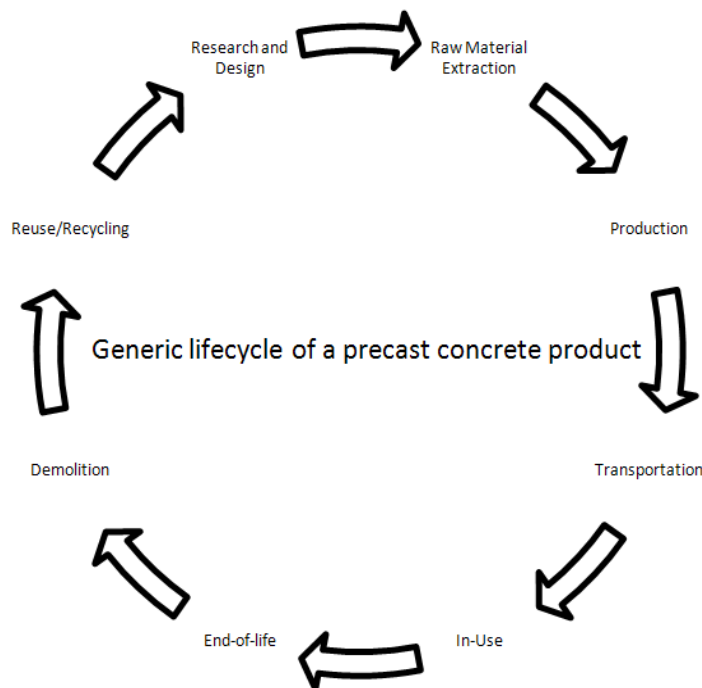 Research and
Design
Raw Material
Extraction
Reuse/Recycling
Production
Generic lifecycle of a precast concrete product
Demolition
Transportation
End-of-life
In-Use